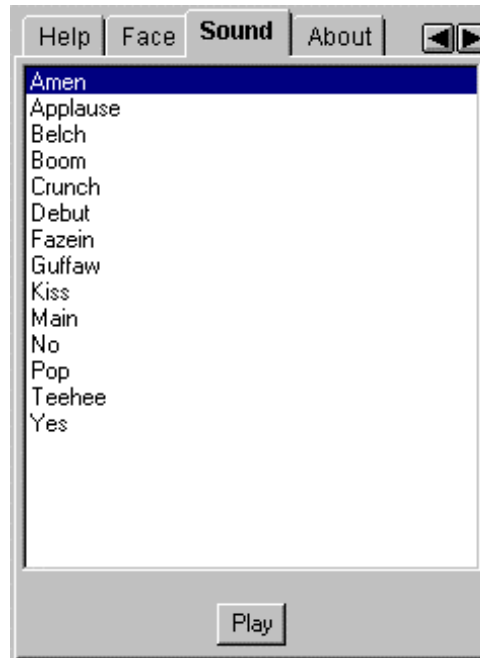 Help Face Sound About
Amen
Applause
Belch
Boom
Crunch
Debut
Fazein
Guffaw
Kiss
Main
No
Pop
Teehee
Yes
Play